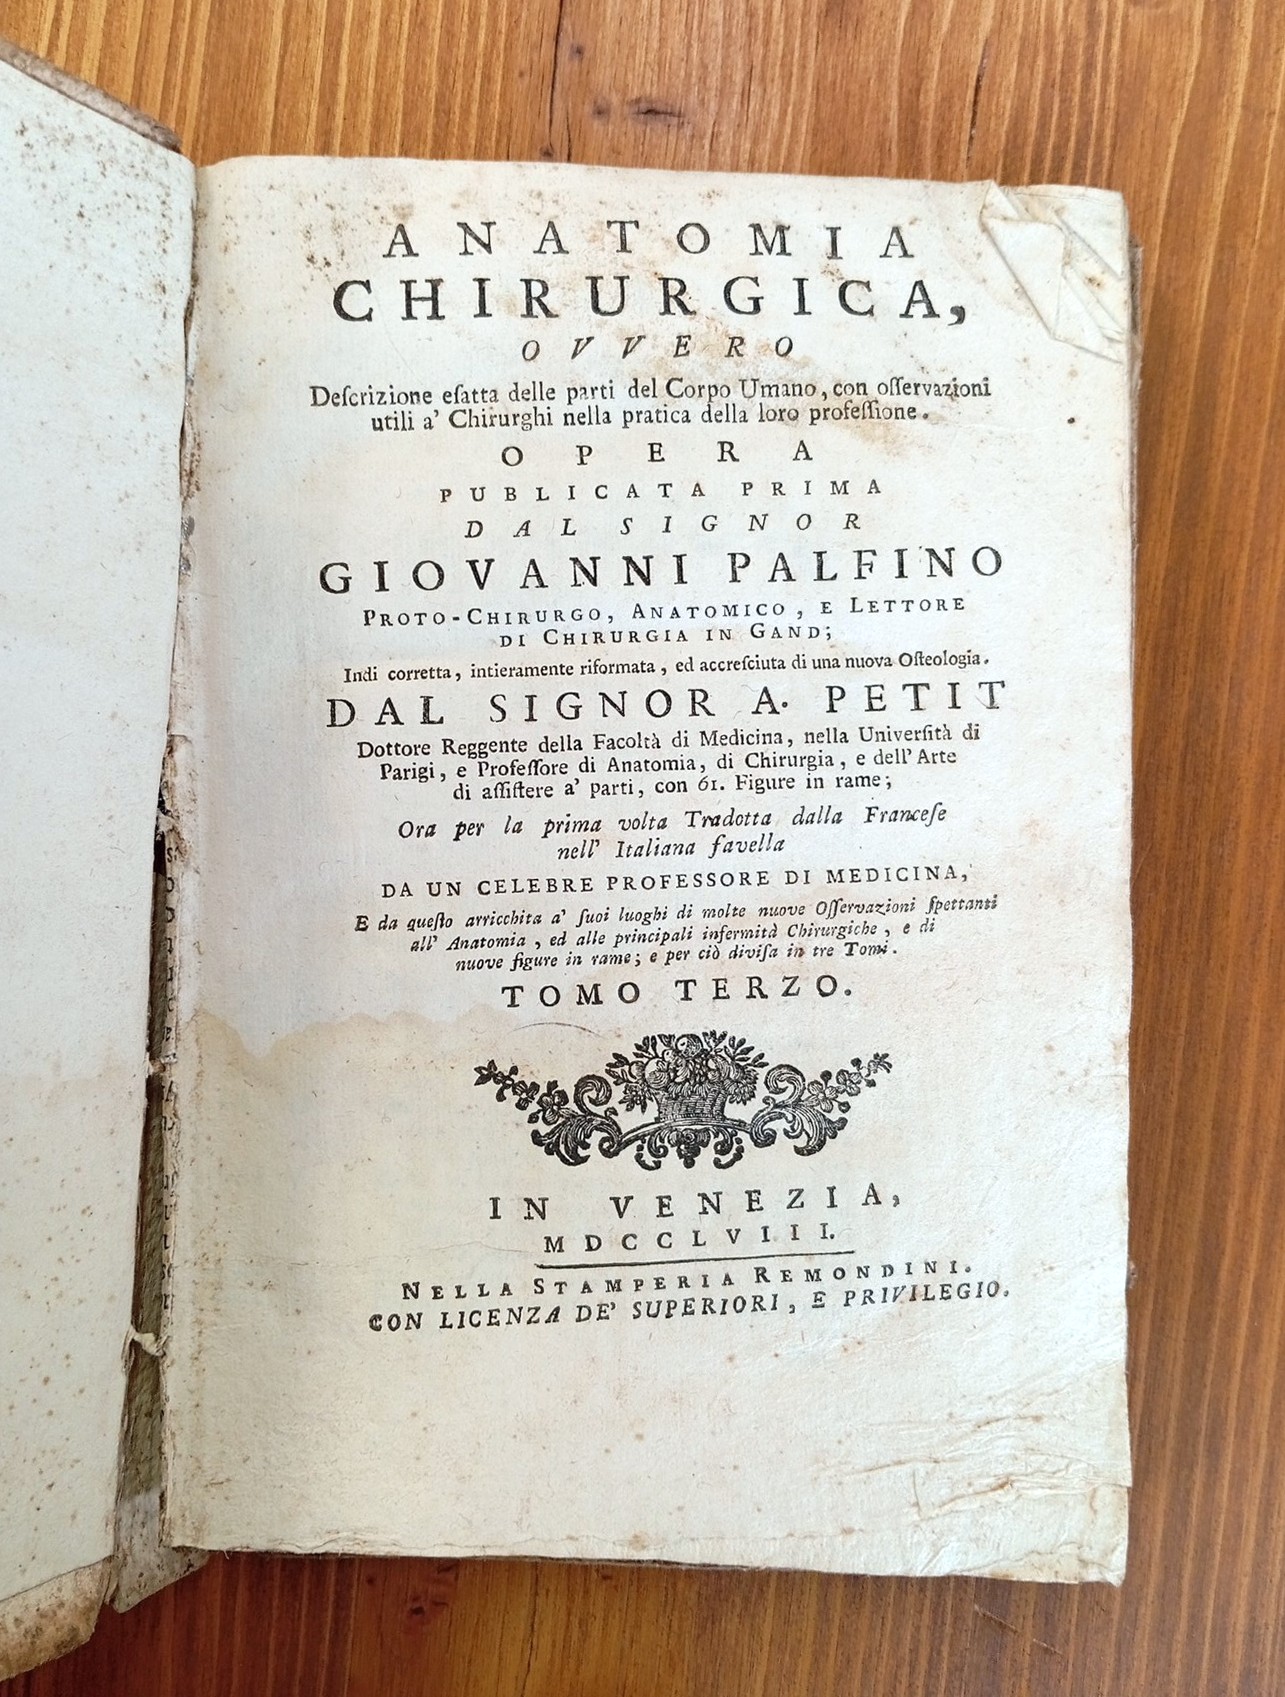 ANATOMIA
CHIRURGICA,
OVVERO
Deſcrizione eſatta delle parti del Corpo Umano, con oſſervazioni
utili a' Chirurghi nella pratica della loro profeſſione.
OPERA
PUBLICATA PRIMA
DAL SIGNOR
GIOVANNI PALFINO
PROTO-CHIRURGO, ANATOMICO, E LETTORE
DI CHIRURGIA IN GAND;
Indi corretta, intieramente riformata, ed accreſciuta di una nuova Oſteologia.
DAL SIGNOR A. PETIT
Dottore Reggente della Facoltà di Medicina, nella Univerſità di
Parigi, e Profeſſore di Anatomia, di Chirurgia, e dell' Arte
di aſſiſtere a' parti, con 61. Figure in rame;
Ora per la prima volta Tradotta dalla Franceſe
nell' Italiana favella
DA UN CELEBRE PROFESSORE DI MEDICINA,
E da queſto arricchita a' ſuoi luoghi di molte nuove Oſſervazioni ſpettanti
all' Anatomia, ed alle principali infermità Chirurgiche, e di
nuove figure in rame; e per ciò diviſa in tre Tomi.
TOMO TERZO.
IN VENEZIA,
MDCCLVIII.
NELLA STAMPERIA REMONDINI.
CON LICENZA DE' SUPERIORI, E PRIVILEGIO.